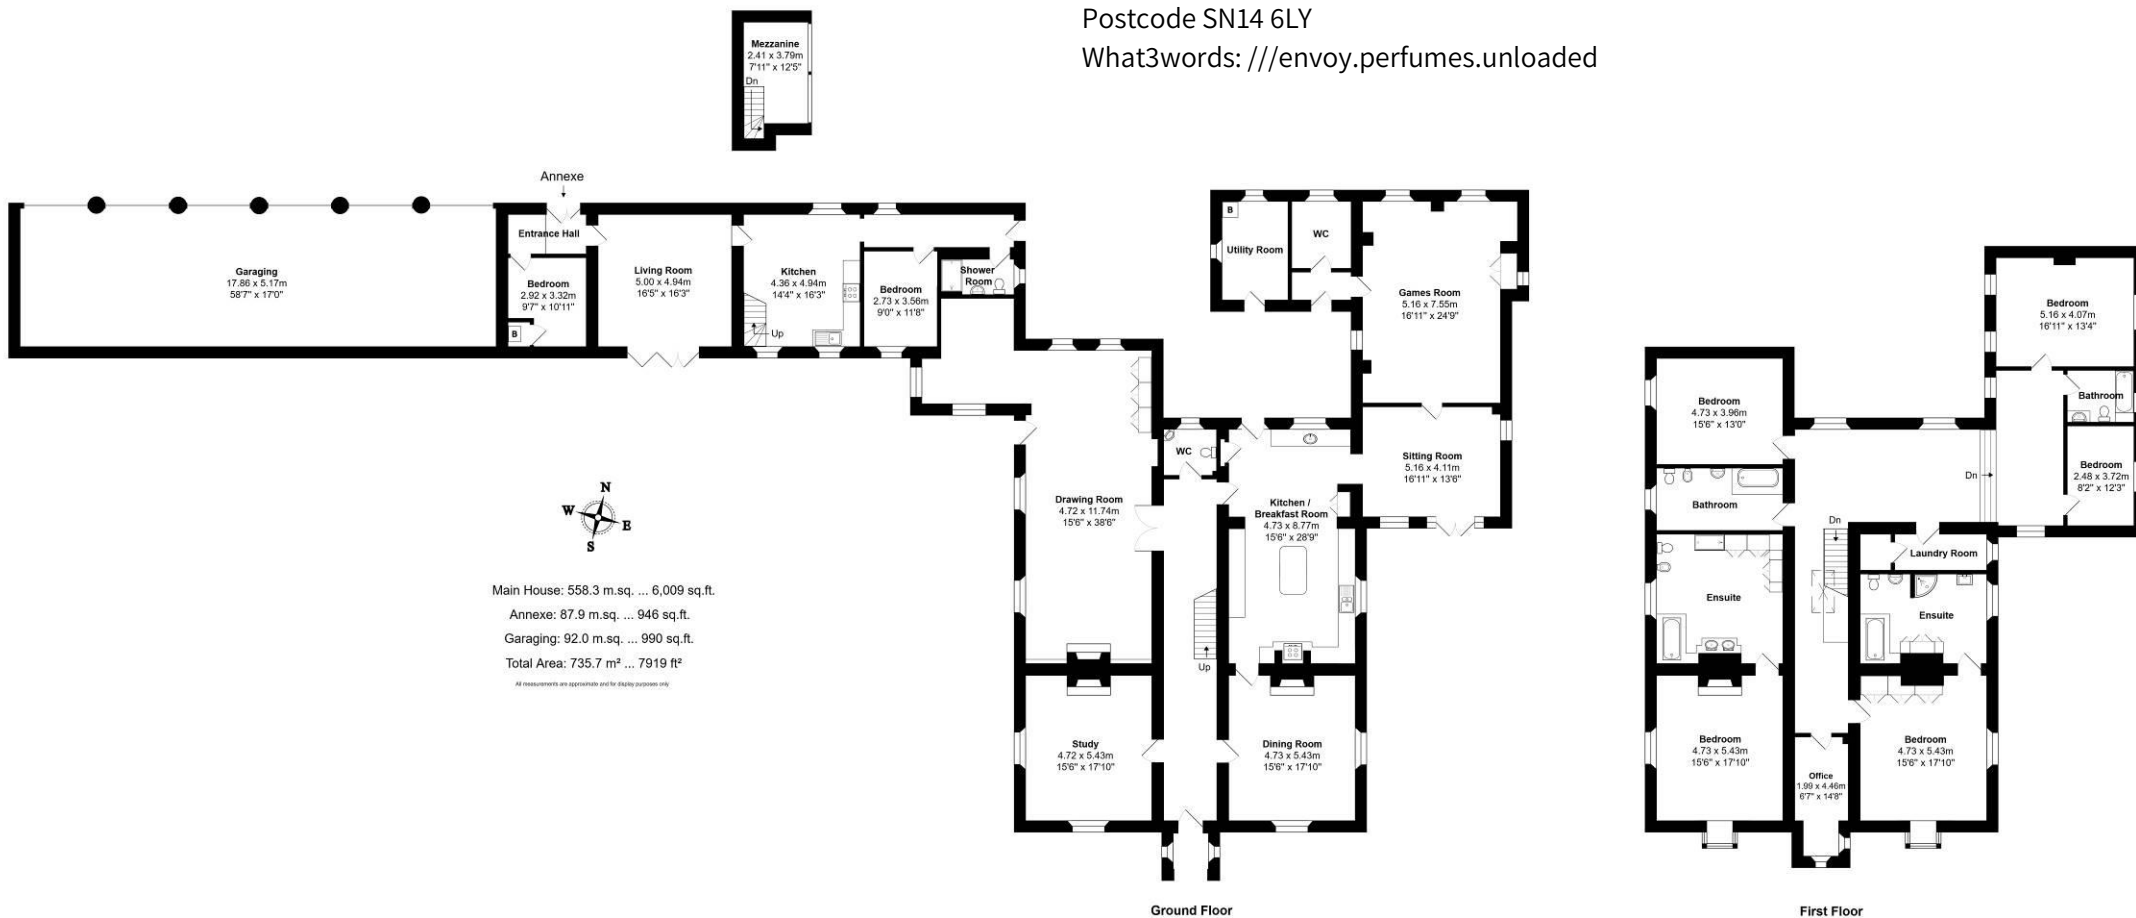 Postcode SN14 6LY
What3words: ///envoy.perfumes.unloaded
Mezzanine
2.41 x 3.79m
7'11" x 12'5"
Dn
Annexe
Garaging
17.86 x 5.17m
58'7" x 17'0"
Entrance Hall
Bedroom
2.92 x 3.32m
9'7" x 10'11"
B
Living Room
5.00 x 4.94m
16'5" x 16'3"
Kitchen
4.36 x 4.94m
14'4" x 16'3"
Up
Bedroom
2.73 x 3.56m
9'0" x 11'8"
Shower
Room
B
Utility Room
WC
Games Room
5.16 x 7.55m
16'11" x 24'9"
WC
Sitting Room
5.16 x 4.11m
16'11" x 13'6"
Drawing Room
4.72 x 11.74m
15'6" x 38'6"
Kitchen /
Breakfast Room
4.73 x 8.77m
15'6" x 28'9"
Up
Study
4.72 x 5.43m
15'6" x 17'10"
Dining Room
4.73 x 5.43m
15'6" x 17'10"
Ground Floor
N
W
E
S
Main House: 558.3 m.sq. ... 6,009 sq.ft.
Annexe: 87.9 m.sq. ... 946 sq.ft.
Garaging: 92.0 m.sq. ... 990 sq.ft.
Total Area: 735.7 m² ... 7919 ft²
All measurements are approximate and for display purposes only
Bedroom
5.16 x 4.07m
16'11" x 13'4"
Bedroom
4.73 x 3.96m
15'6" x 13'0"
Bathroom
Bathroom
Dn
Bedroom
2.48 x 3.72m
8'2" x 12'3"
Dn
Laundry Room
Ensuite
Ensuite
Bedroom
4.73 x 5.43m
15'6" x 17'10"
Bedroom
4.73 x 5.43m
15'6" x 17'10"
Office
1.99 x 4.46m
6'7" x 14'8"
First Floor